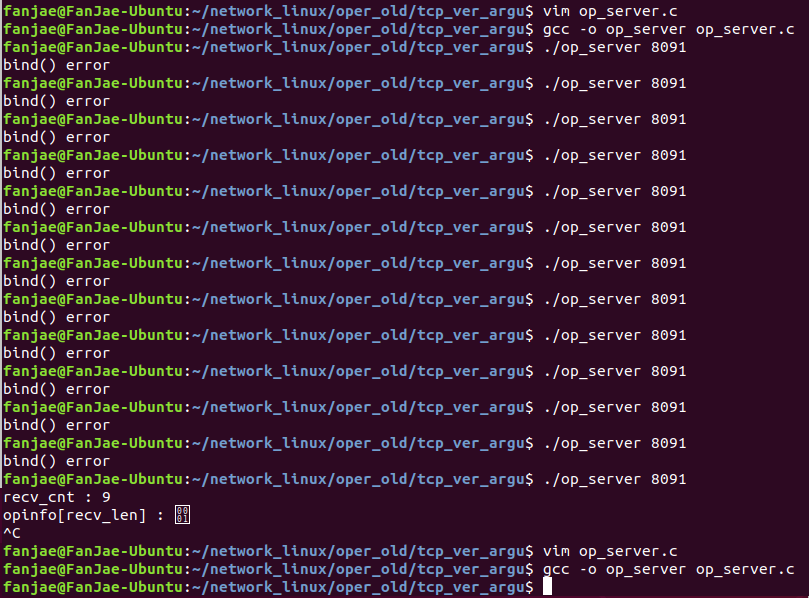 fanjae@FanJae-Ubuntu:~/network_linux/oper_old/tcp_ver_argu$ vim op_server.c
fanjae@FanJae-Ubuntu:~/network_linux/oper_old/tcp_ver_argu$ gcc -o op_server op_server.c
fanjae@FanJae-Ubuntu:~/network_linux/oper_old/tcp_ver_argu$ ./op_server 8091
bind() error
fanjae@FanJae-Ubuntu:~/network_linux/oper_old/tcp_ver_argu$ ./op_server 8091
bind() error
fanjae@FanJae-Ubuntu:~/network_linux/oper_old/tcp_ver_argu$ ./op_server 8091
bind() error
fanjae@FanJae-Ubuntu:~/network_linux/oper_old/tcp_ver_argu$ ./op_server 8091
bind() error
fanjae@FanJae-Ubuntu:~/network_linux/oper_old/tcp_ver_argu$ ./op_server 8091
bind() error
fanjae@FanJae-Ubuntu:~/network_linux/oper_old/tcp_ver_argu$ ./op_server 8091
bind() error
fanjae@FanJae-Ubuntu:~/network_linux/oper_old/tcp_ver_argu$ ./op_server 8091
bind() error
fanjae@FanJae-Ubuntu:~/network_linux/oper_old/tcp_ver_argu$ ./op_server 8091
bind() error
fanjae@FanJae-Ubuntu:~/network_linux/oper_old/tcp_ver_argu$ ./op_server 8091
bind() error
fanjae@FanJae-Ubuntu:~/network_linux/oper_old/tcp_ver_argu$ ./op_server 8091
bind() error
fanjae@FanJae-Ubuntu:~/network_linux/oper_old/tcp_ver_argu$ ./op_server 8091
bind() error
fanjae@FanJae-Ubuntu:~/network_linux/oper_old/tcp_ver_argu$ ./op_server 8091
bind() error
fanjae@FanJae-Ubuntu:~/network_linux/oper_old/tcp_ver_argu$ ./op_server 8091
recv_cnt : 9
opinfo[recv_len] : 0001
^C
fanjae@FanJae-Ubuntu:~/network_linux/oper_old/tcp_ver_argu$ vim op_server.c
fanjae@FanJae-Ubuntu:~/network_linux/oper_old/tcp_ver_argu$ gcc -o op_server op_server.c
fanjae@FanJae-Ubuntu:~/network_linux/oper_old/tcp_ver_argu$